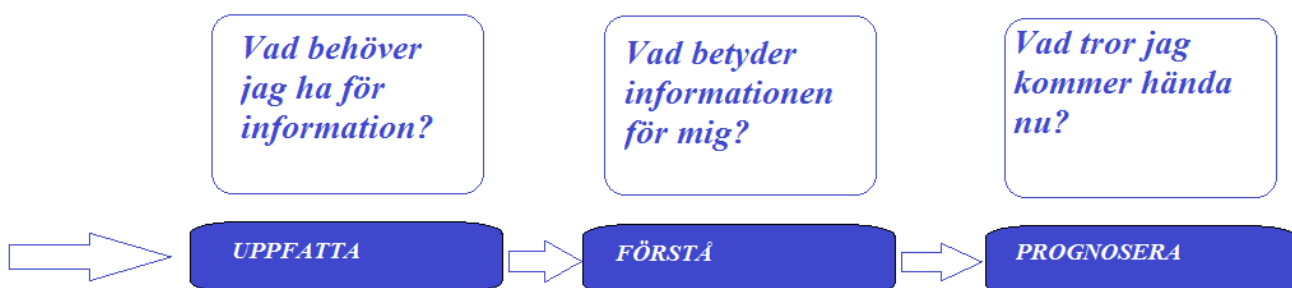 Vad behöver
jag ha för
information?
Vad betyder
informationen
för mig?
Vad tror jag
kommer hända
nu?
UPPFATTA
FÖRSTÅ
PROGNOSERA